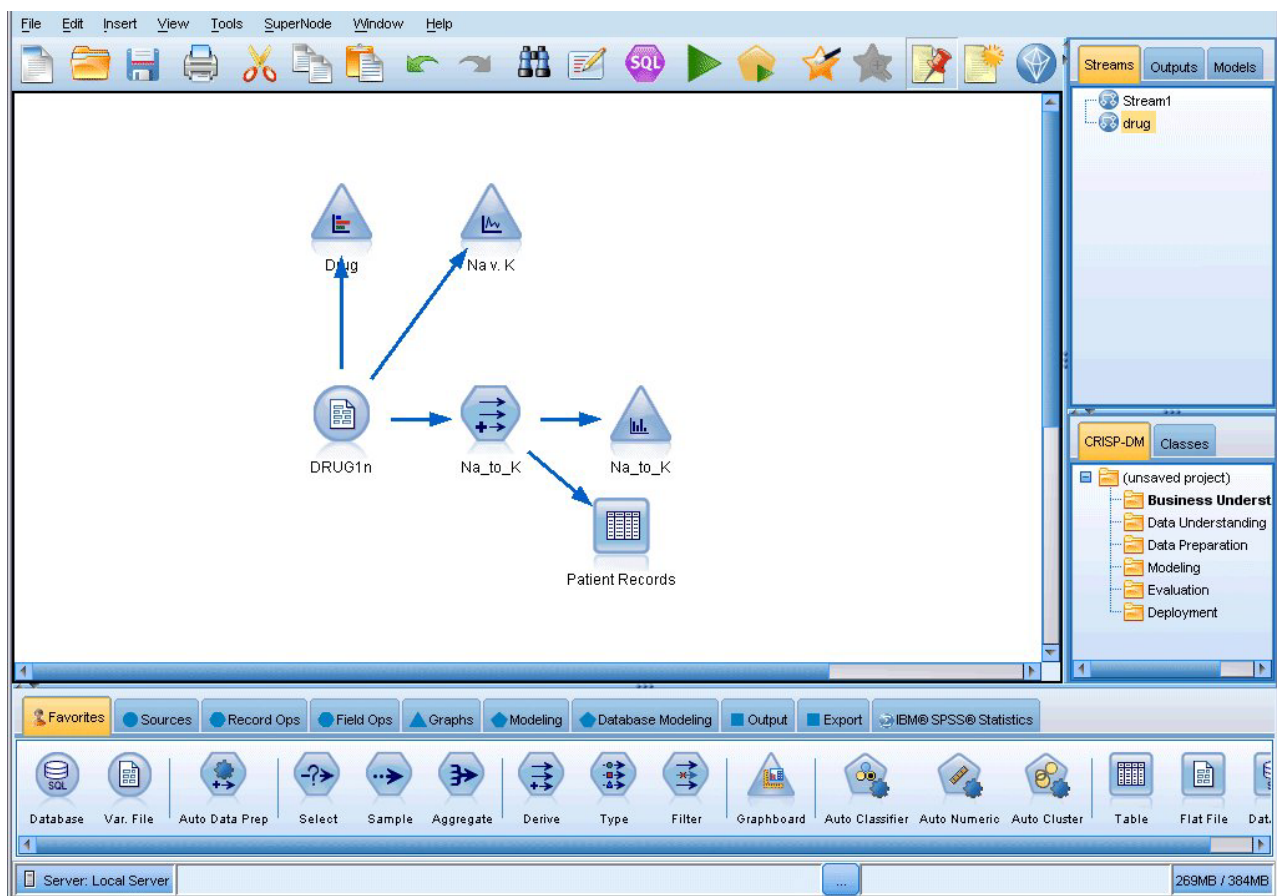 File Edit Insert View Tools SuperNode Window Help
SQL
Streams Outputs Models
Stream1
drug
Drug
Na v. K
DRUG1n
Na_to_K
Na_to_K
Patient Records
CRISP-DM Classes
(unsaved project)
Business Underst
Data Understanding
Data Preparation
Modeling
Evaluation
Deployment
Favorites Sources Record Ops Field Ops Graphs Modeling Database Modeling Output Export IBM® SPSS® Statistics
SQL
Database Var. File Auto Data Prep Select Sample Aggregate Derive Type Filter Graphboard Auto Classifier Auto Numeric Auto Cluster Table Flat File Dat
Server: Local Server ... 269MB / 384MB